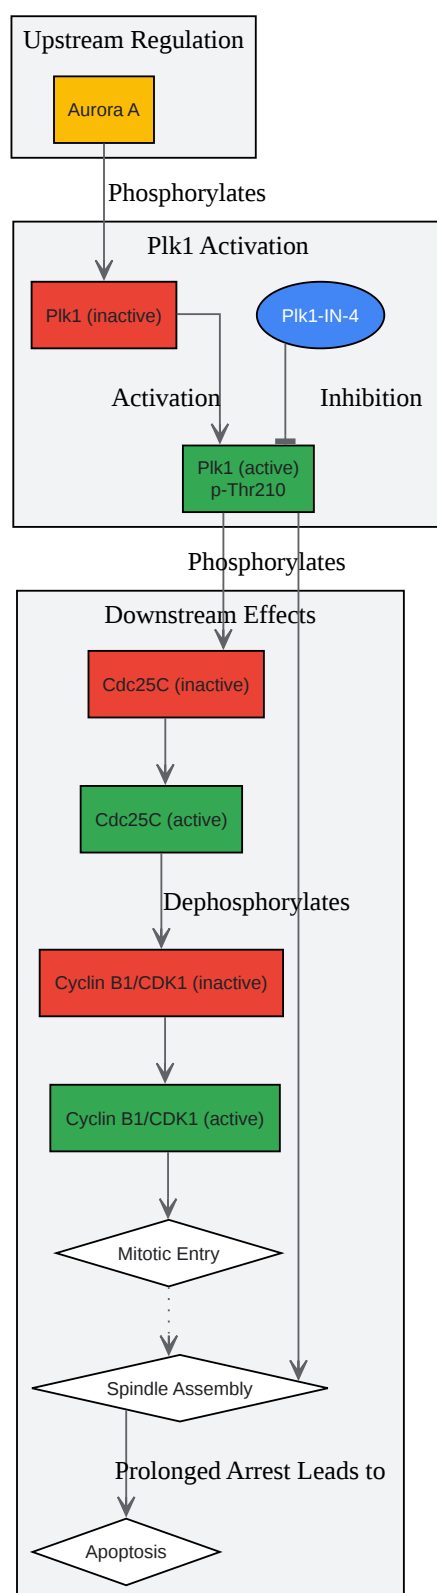 Upstream Regulation
Aurora A
Phosphorylates
Plk1 Activation
Plk1 (inactive)
Plk1-IN-4
Activation
Inhibition
Plk1 (active)
p-Thr210
Phosphorylates
Downstream Effects
Cdc25C (inactive)
Cdc25C (active)
Dephosphorylates
Cyclin B1/CDK1 (inactive)
Cyclin B1/CDK1 (active)
Mitotic Entry
Spindle Assembly
Prolonged Arrest Leads to
Apoptosis